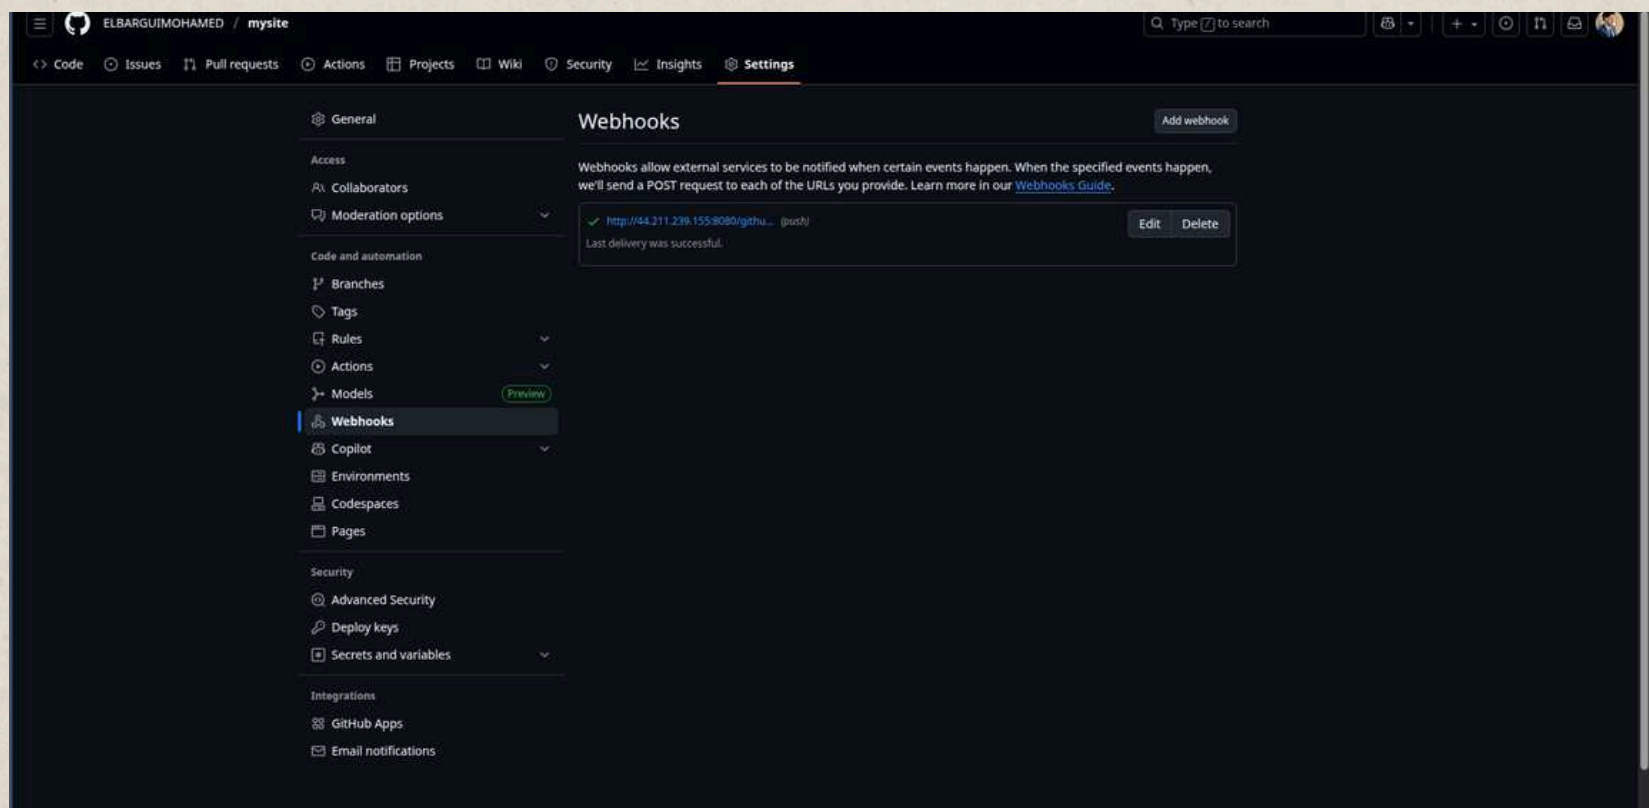 ELBARGUIMOHAMED / mysite
Type / to search
Code Issues Pull requests Actions Projects Wiki Security Insights Settings
General
Access
Collaborators
Moderation options
Code and automation
Branches
Tags
Rules
Actions
Models Preview
Webhooks
Copilot
Environments
Codespaces
Pages
Security
Advanced Security
Deploy keys
Secrets and variables
Integrations
GitHub Apps
Email notifications
Webhooks
Add webhook
Webhooks allow external services to be notified when certain events happen. When the specified events happen,
we'll send a POST request to each of the URLs you provide. Learn more in our Webhooks Guide.
http://44.211.239.155:8080/githu... (push)
Edit Delete
Last delivery was successful.